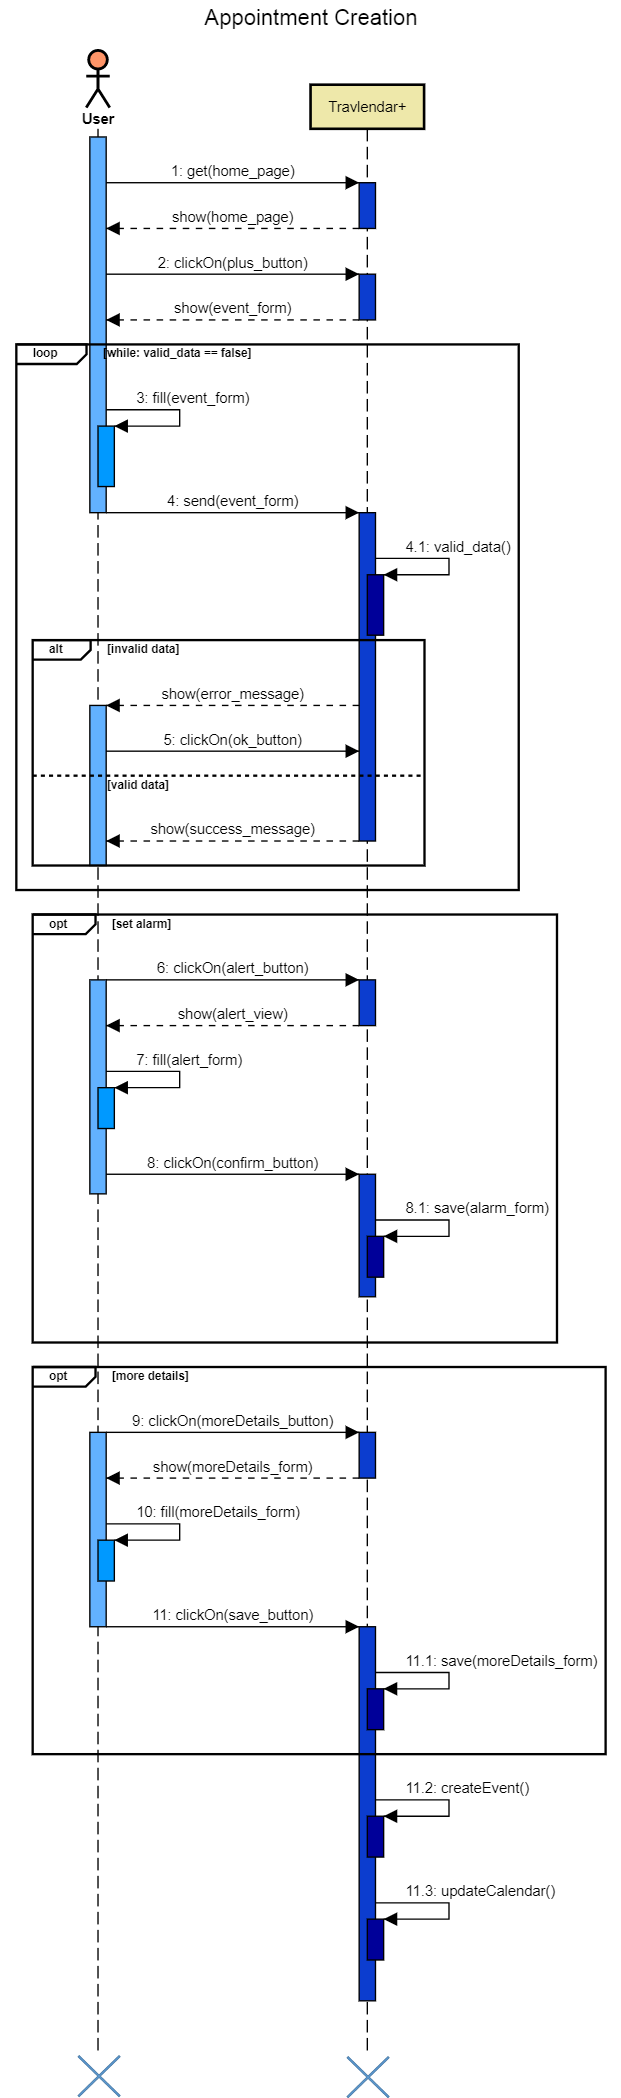 Appointment Creation
User
Travlendar+
1: get(home_page)
show(home_page)
2: clickOn(plus_button)
show(event_form)
loop
[while: valid_data == false]
3: fill(event_form)
4: send(event_form)
4.1: valid_data()
alt
[invalid data]
show(error_message)
5: clickOn(ok_button)
[valid data]
show(success_message)
opt
[set alarm]
6: clickOn(alert_button)
show(alert_view)
7: fill(alert_form)
8: clickOn(confirm_button)
8.1: save(alarm_form)
opt
[more details]
9: clickOn(moreDetails_button)
show(moreDetails_form)
10: fill(moreDetails_form)
11: clickOn(save_button)
11.1: save(moreDetails_form)
11.2: createEvent()
11.3: updateCalendar()